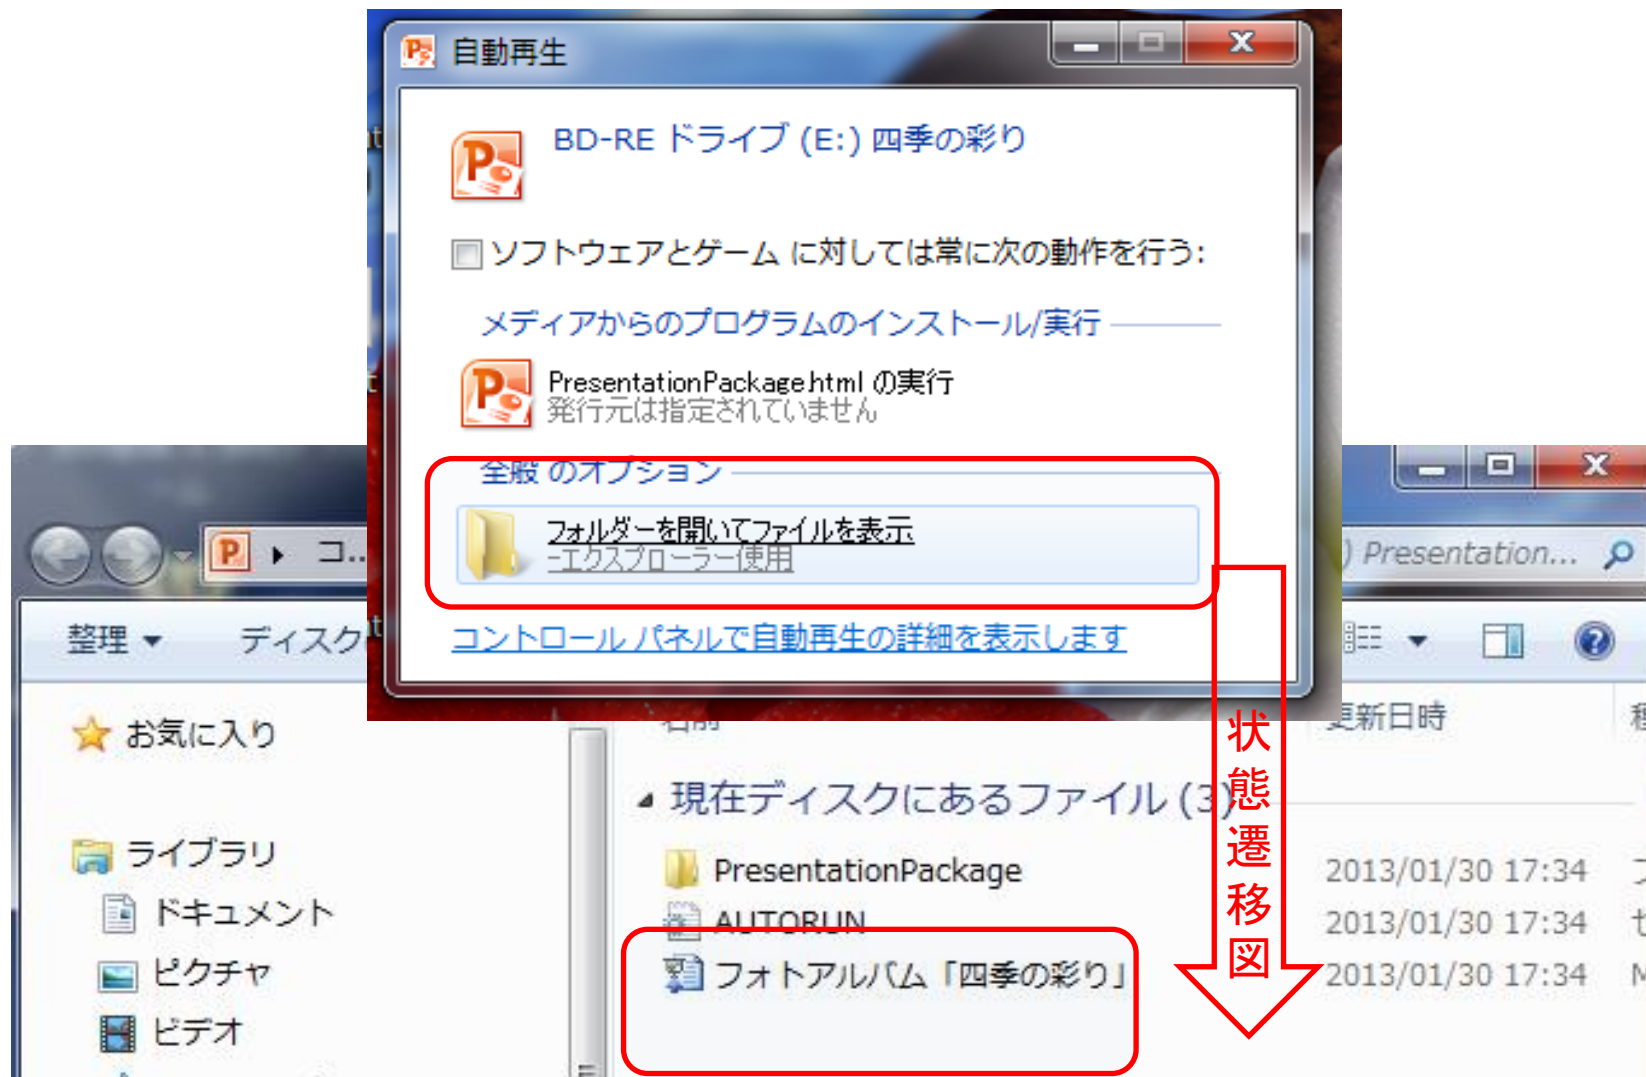 自動再生
BD-RE ドライブ (E:) 四季の彩り
ソフトウェアとゲーム に対しては常に次の動作を行う:
メディアからのプログラムのインストール/実行
PresentationPackage.html の実行
発行元は指定されていません
全般 のオプション
フォルダーを開いてファイルを表示
-エクスプローラー使用
コントロール パネルで自動再生の詳細を表示します
コ...
) Presentation...
整理
ディスク
お気に入り
ライブラリ
ドキュメント
ピクチャ
ビデオ
名前
更新日時
現在ディスクにあるファイル (3)
PresentationPackage
2013/01/30 17:34
AUTORUN
2013/01/30 17:34
フォトアルバム「四季の彩り」
2013/01/30 17:34
状態遷移図